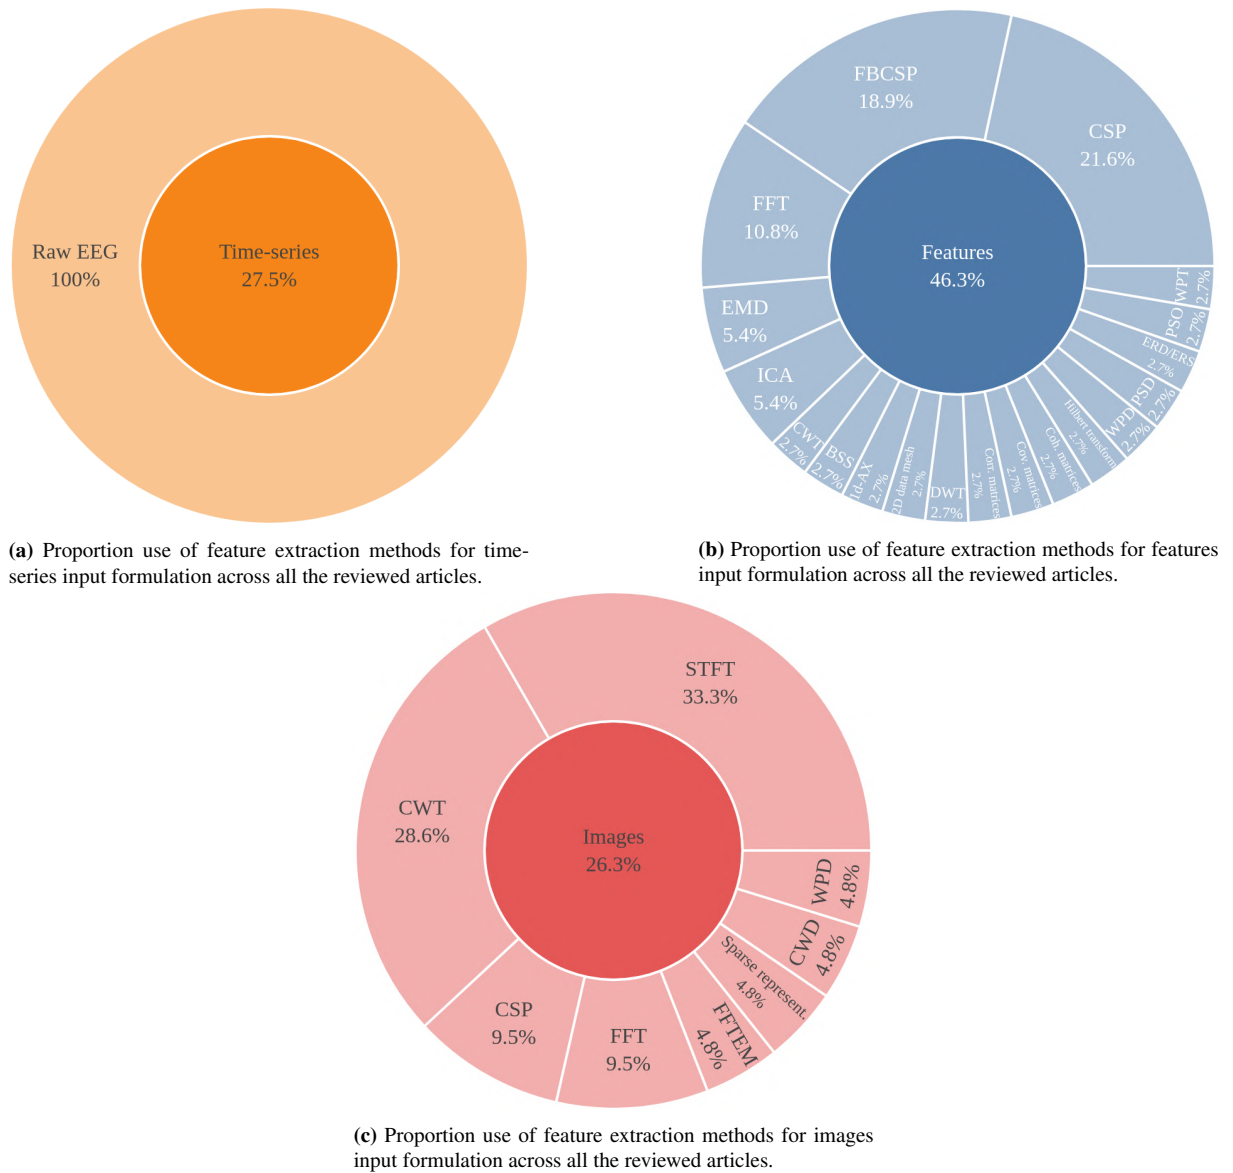 Raw EEG
100%
Time-series
27.5%
(a) Proportion use of feature extraction methods for time-
series input formulation across all the reviewed articles.
FBCSP
18.9%
CSP
21.6%
FFT
10.8%
Features
46.3%
EMD
5.4%
ICA
5.4%
CWT
2.7%
BSS
2.7%
1d-AX
2.7%
2D data mesh
2.7%
DWT
2.7%
Corr. matrices
2.7%
Cov. matrices
2.7%
Coh. matrices
2.7%
Hilbert transform
2.7%
WPD
2.7%
PSD
2.7%
ERD/ERS
2.7%
PSO
2.7%
WPT
2.7%
(b) Proportion use of feature extraction methods for features
input formulation across all the reviewed articles.
STFT
33.3%
CWT
28.6%
Images
26.3%
CSP
9.5%
FFT
9.5%
FFTEM
4.8%
Sparse represent.
4.8%
CWD
4.8%
WPD
4.8%
(c) Proportion use of feature extraction methods for images
input formulation across all the reviewed articles.